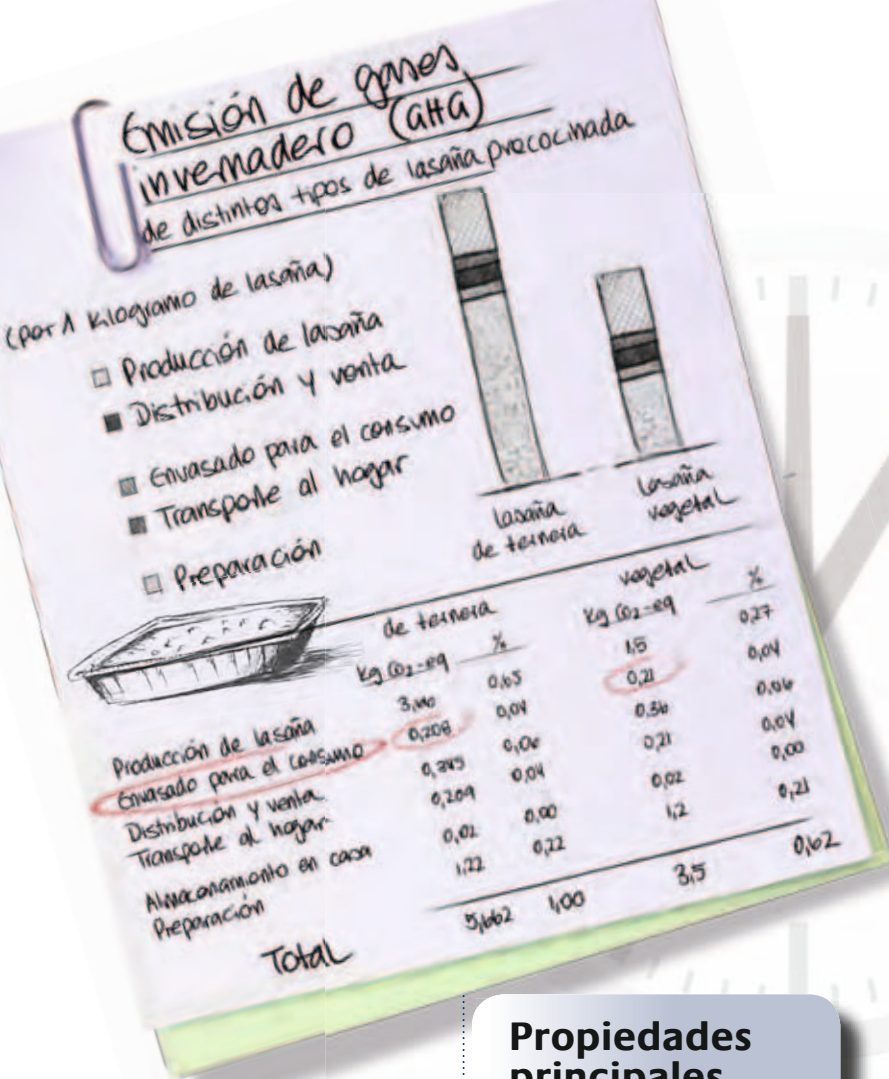 Emisión de gases
invernadero (alta)
de distintos tipos de lasaña precocinada
(por 1 kilogramo de lasaña)
Producción de lasaña
Distribución y venta
Envasado para el consumo
Transporte al hogar
Preparación
lasaña de ternera
lasaña vegetal
de ternera vegetal
Kg CO2-eq % Kg CO2-eq %
Producción de lasaña 0,65 1,5 0,27
Envasado para el consumo 0,208 0,04 0,21 0,04
Distribución y venta 0,06 0,36 0,06
Transporte al hogar 0,209 0,04 0,21 0,04
Almacenamiento en casa 0,02 0,00 0,02 0,00
Preparación 1,22 0,22 1,2 0,21
Total 5,662 1,00 3,5 0,62
Propiedades
principales